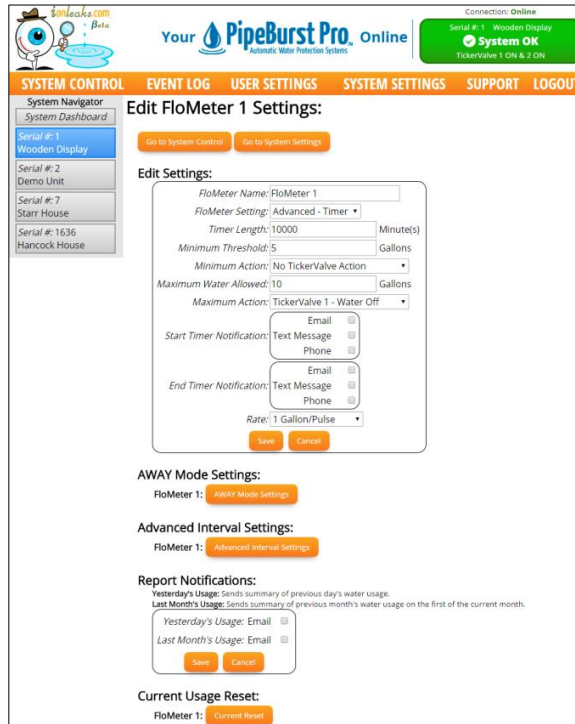 ionleaks.com
Beta
Your PipeBurst Pro Online
Automatic Water Protection Systems
Connection: Online
Serial #: 1 Wooden Display
System OK
TickerValve 1 ON & 2 ON
SYSTEM CONTROL EVENT LOG USER SETTINGS SYSTEM SETTINGS SUPPORT LOGOUT
System Navigator
System Dashboard
Serial #: 1
Wooden Display
Serial #: 2
Demo Unit
Serial #: 7
Starr House
Serial #: 1636
Hancock House
Edit FloMeter 1 Settings:
Go to System Control Go to System Settings
Edit Settings:
FloMeter Name: FloMeter 1
FloMeter Setting: Advanced - Timer
Timer Length: 10000 Minute(s)
Minimum Threshold: 5 Gallons
Minimum Action: No TickerValve Action
Maximum Water Allowed: 10 Gallons
Maximum Action: TickerValve 1 - Water Off
Email
Start Timer Notification: Text Message
Phone
Email
End Timer Notification: Text Message
Phone
Rate: 1 Gallon/Pulse
Save Cancel
AWAY Mode Settings:
FloMeter 1: AWAY Mode Settings
Advanced Interval Settings:
FloMeter 1: Advanced Interval Settings
Report Notifications:
Yesterday's Usage: Sends summary of previous day's water usage.
Last Month's Usage: Sends summary of previous month's water usage on the first of the current month.
Yesterday's Usage: Email
Last Month's Usage: Email
Save Cancel
Current Usage Reset:
FloMeter 1: Current Reset